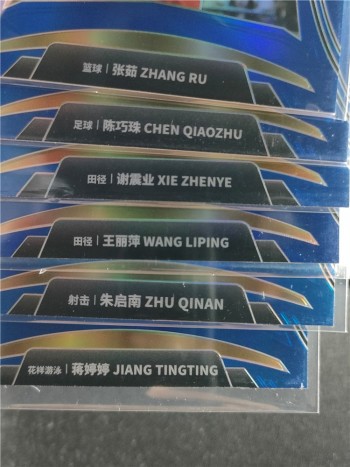 篮球 | 张茹 ZHANG RU
足球 | 陈巧珠 CHEN QIAOZHU
田径 | 谢震业 XIE ZHENYE
田径 | 王丽萍 WANG LIPING
射击 | 朱启南 ZHU QINAN
花样游泳 | 蒋婷婷 JIANG TINGTING